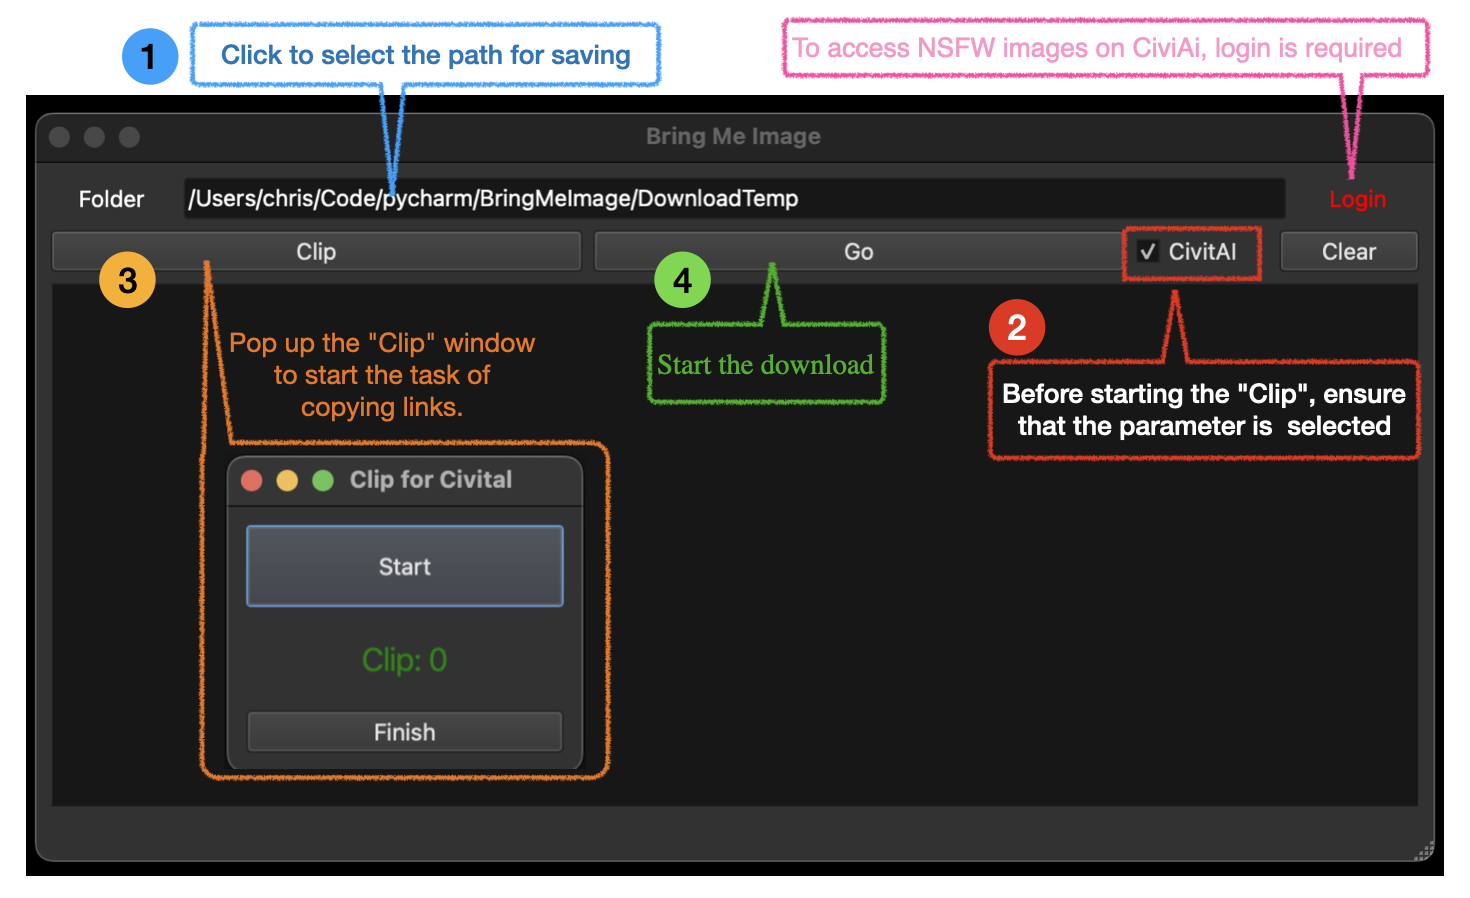 1
Click to select the path for saving
To access NSFW images on CiviAi, login is required
Bring Me Image
Folder
/Users/chris/Code/pycharm/BringMeImage/DownloadTemp
Login
Clip
Go
✓ CivitAI
Clear
3
4
2
Pop up the "Clip" window
to start the task of
copying links.
Start the download
Before starting the "Clip", ensure
that the parameter is selected
Clip for Civital
Start
Clip: 0
Finish